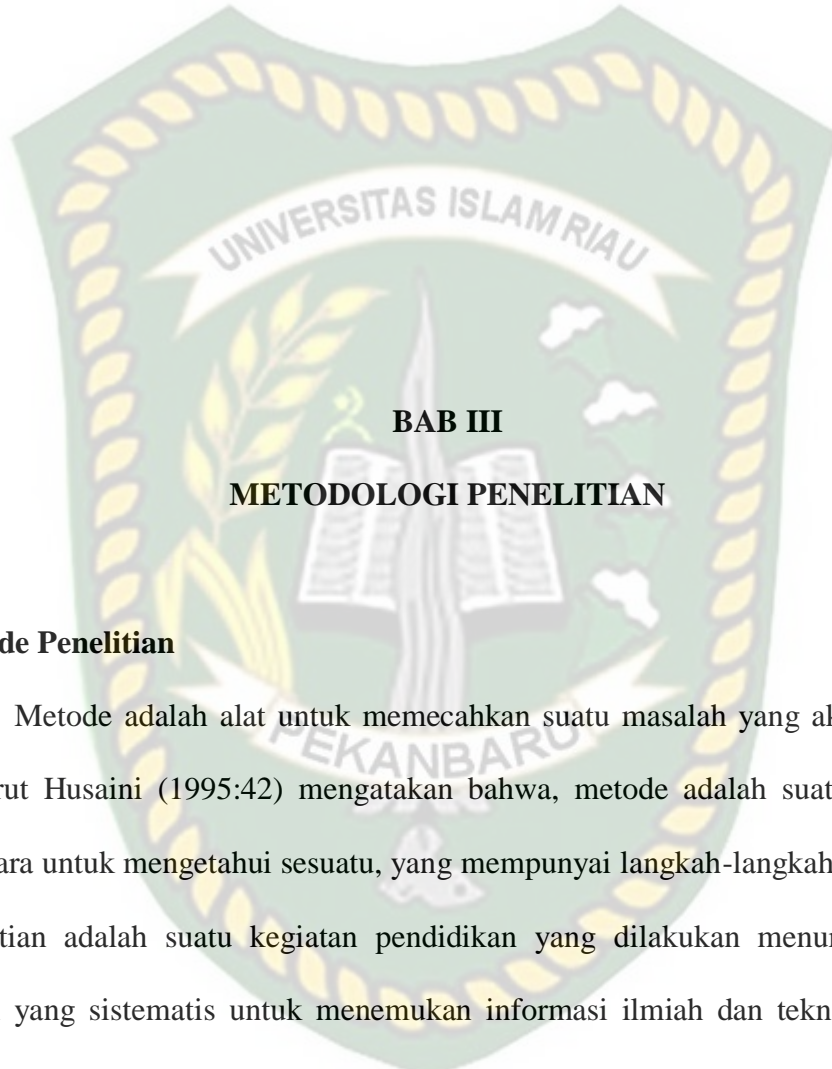 UNIVERSITAS ISLAM RIAU
BAB III
METODOLOGI PENELITIAN
de Penelitian
Metode adalah alat untuk memecahkan suatu masalah yang ak
rut Husaini (1995:42) mengatakan bahwa, metode adalah suat
ara untuk mengetahui sesuatu, yang mempunyai langkah-langkah
PEKANBARU
tian adalah suatu kegiatan pendidikan yang dilakukan menur
yang sistematis untuk menemukan informasi ilmiah dan tekn